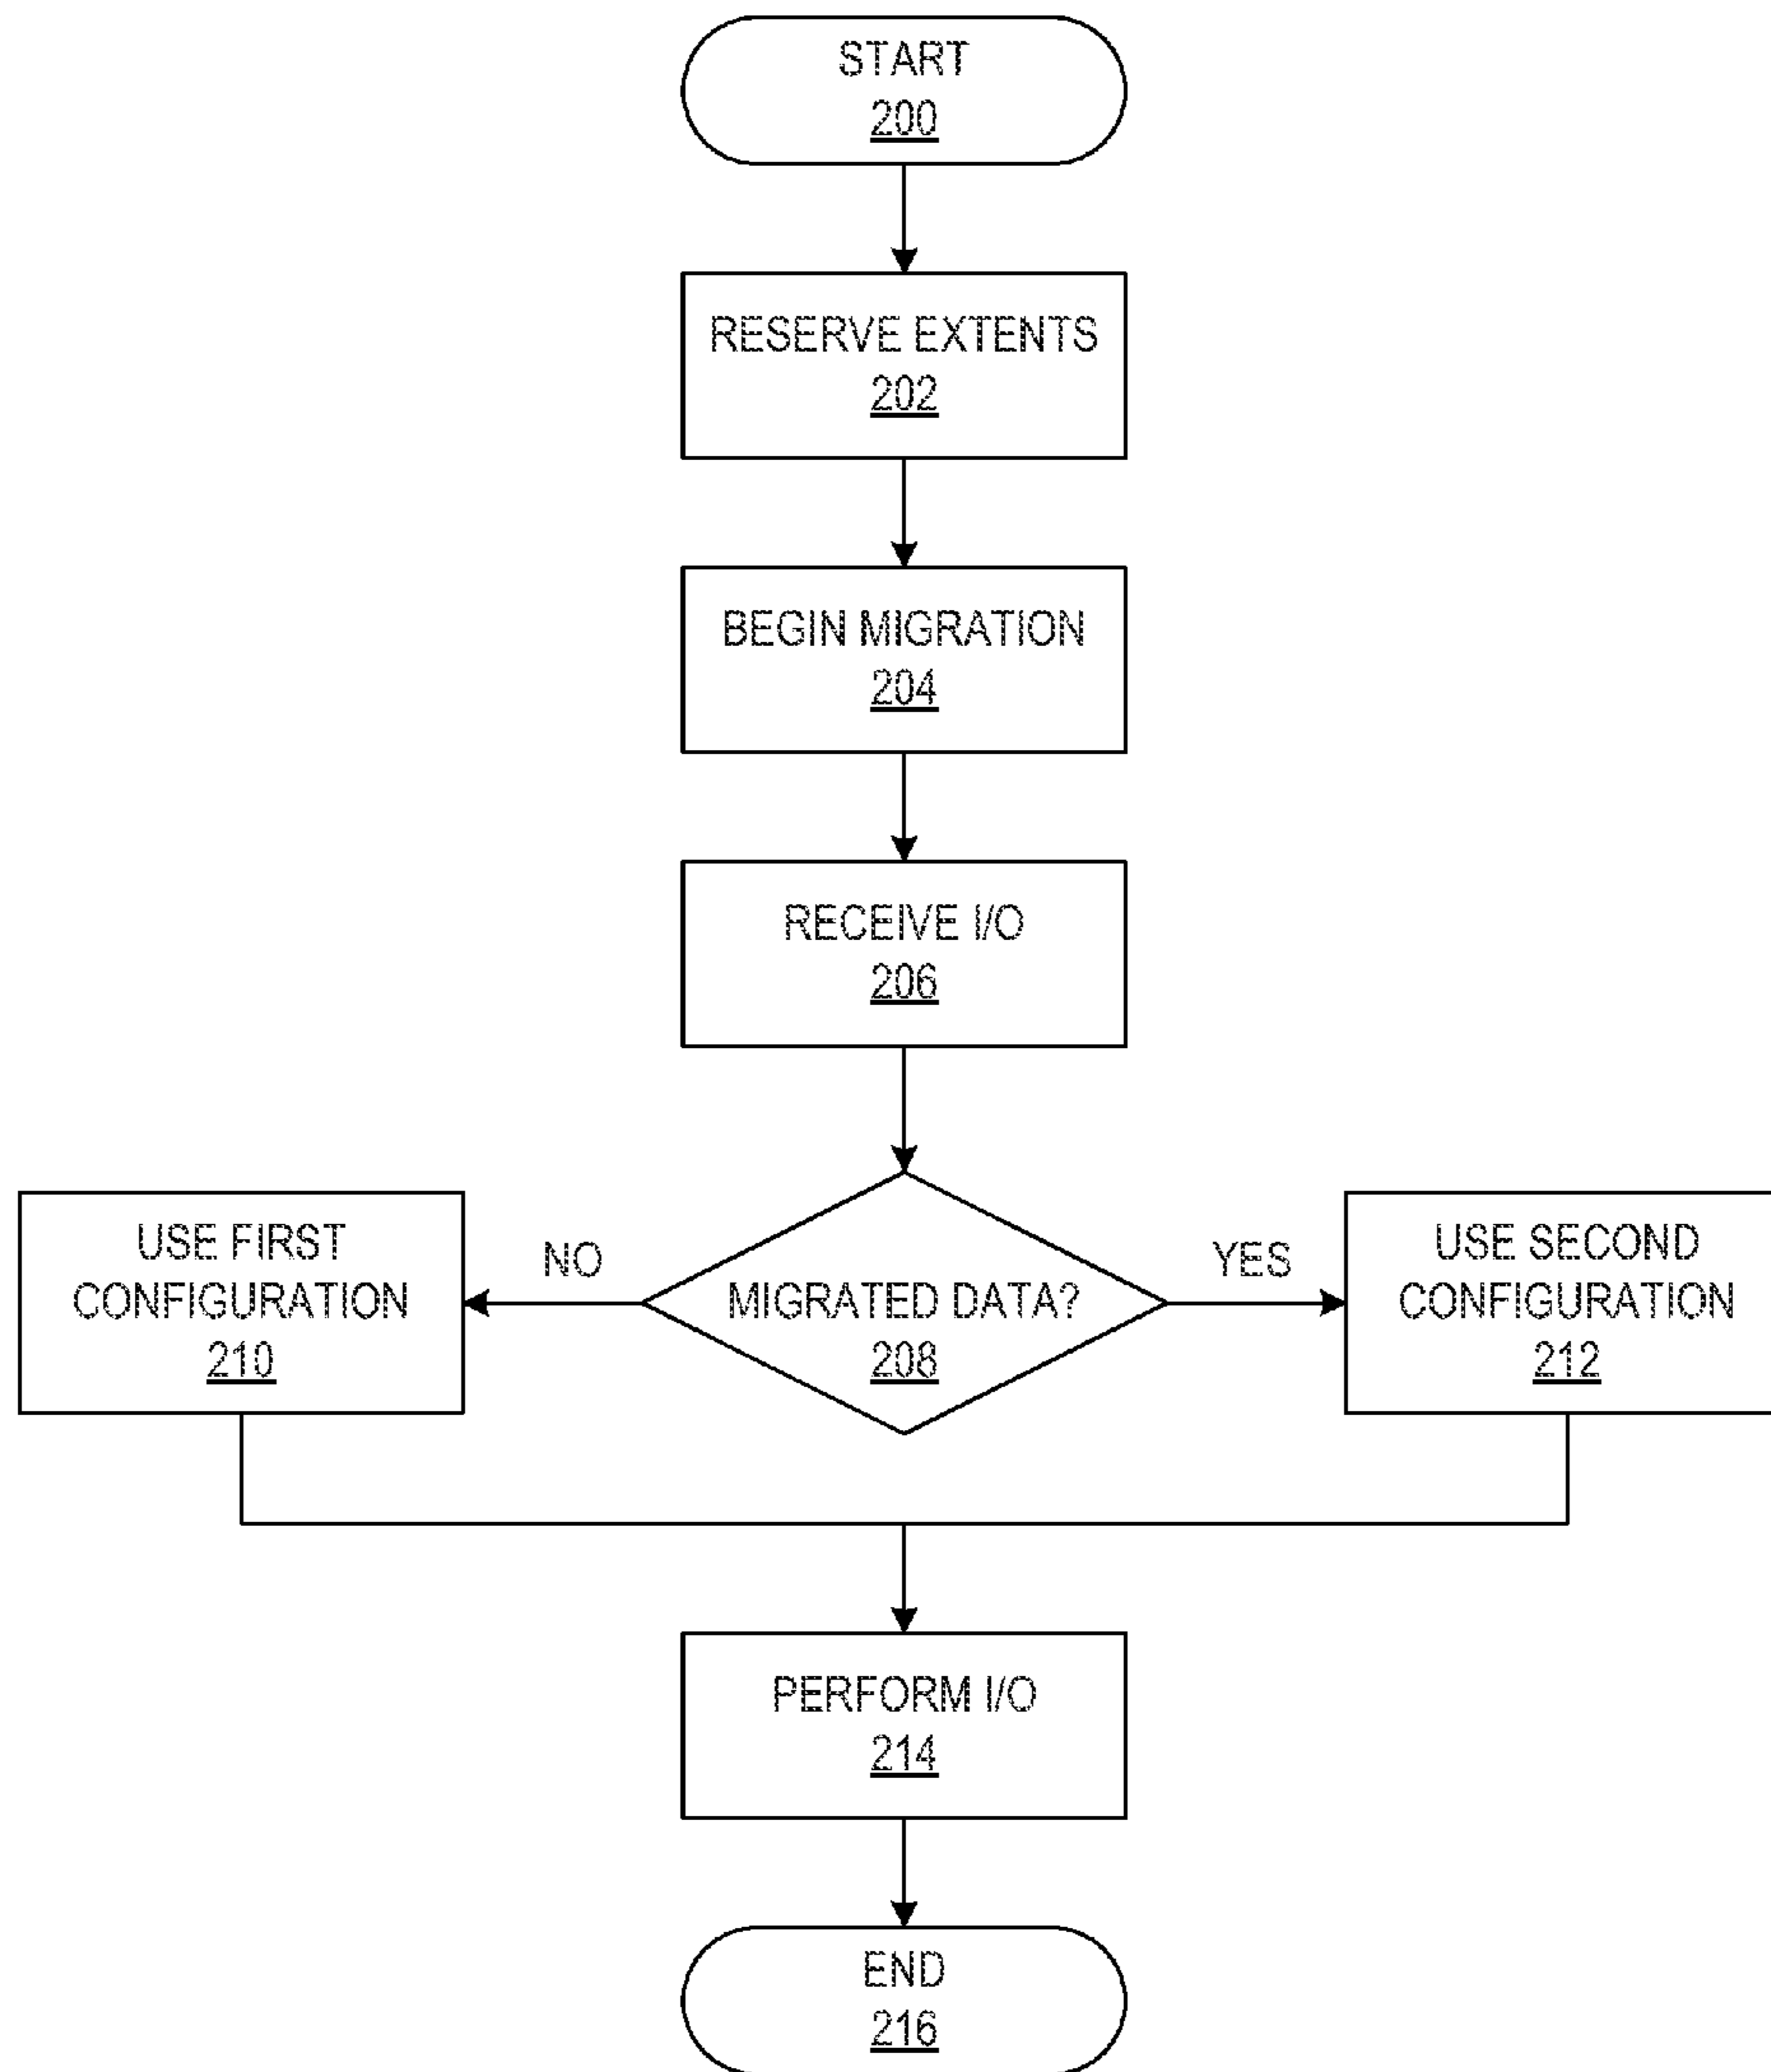 START
200
RESERVE EXTENTS
202
BEGIN MIGRATION
204
RECEIVE I/O
206
USE FIRST
CONFIGURATION
210
NO
MIGRATED DATA?
208
YES
USE SECOND
CONFIGURATION
212
PERFORM I/O
214
END
216